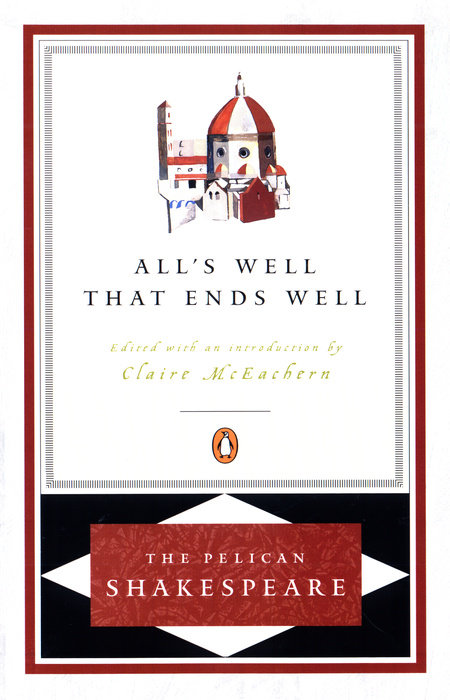 ALL'S WELL
THAT ENDS WELL
Edited with an introduction by
Claire McEachern
THE PELICAN
SHAKESPEARE